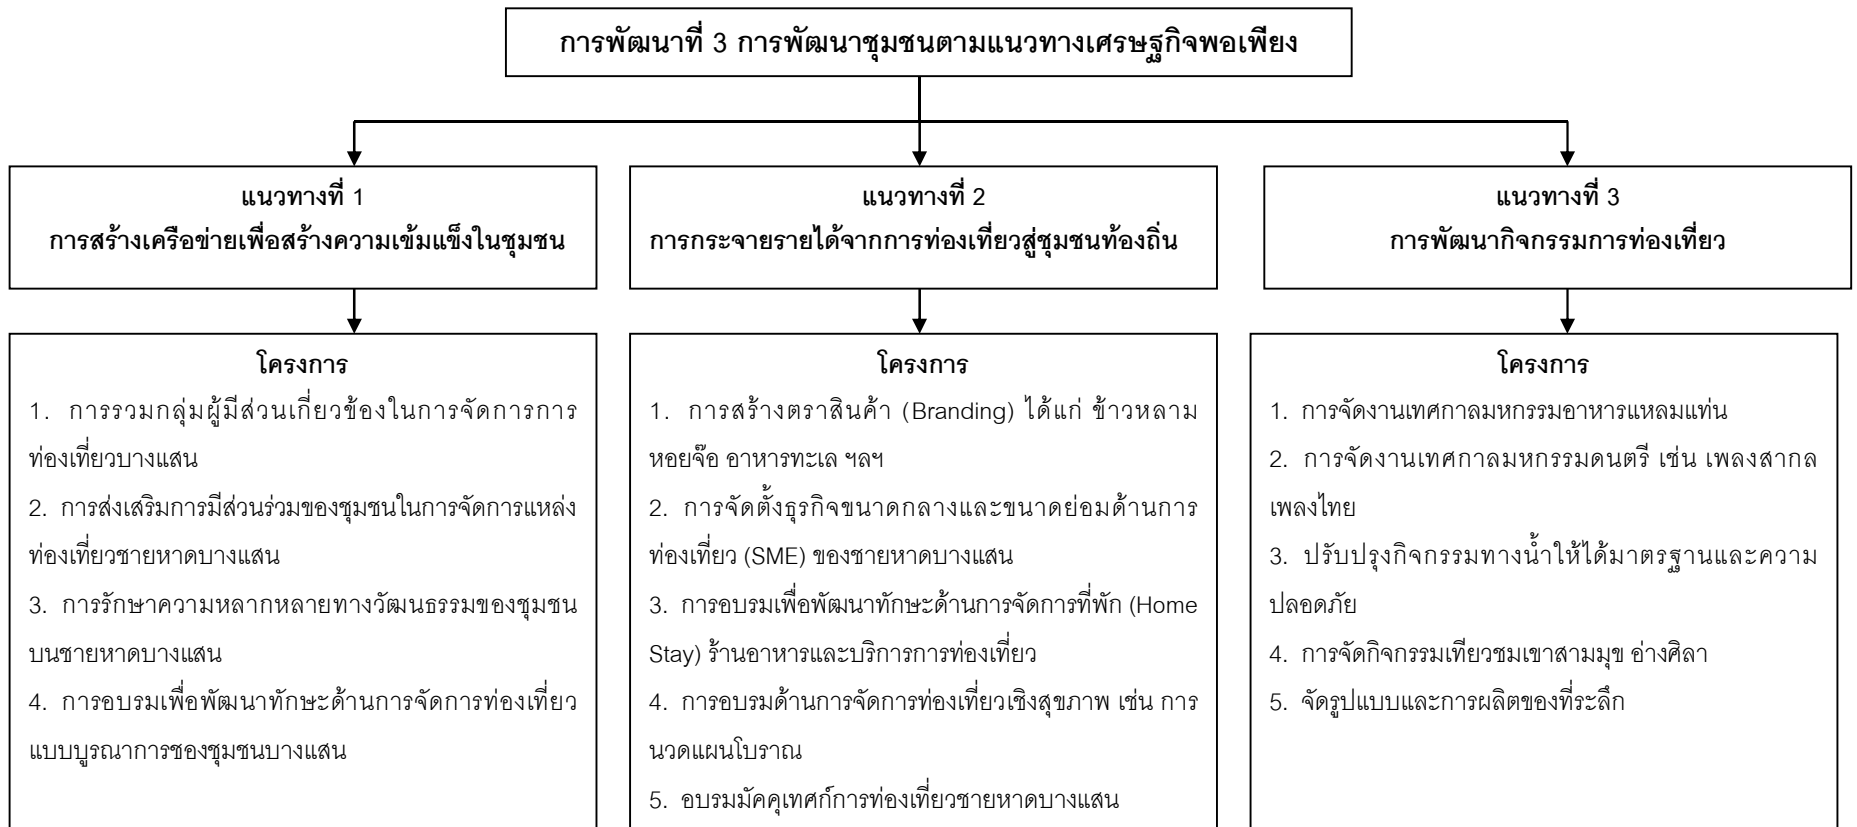 การพัฒนาที่ 3 การพัฒนาชุมชนตามแนวทางเศรษฐกิจพอเพียง
แนวทางที่ 1
การสร้างเครือข่ายเพื่อสร้างความเข้มแข็งในชุมชน
แนวทางที่ 2
การกระจายรายได้จากการท่องเที่ยวสู่ชุมชนท้องถิ่น
แนวทางที่ 3
การพัฒนากิจกรรมการท่องเที่ยว
โครงการ
1. การรวมกลุ่มผู้มีส่วนเกี่ยวข้องในการจัดการการ
ท่องเที่ยวบางแสน
2. การส่งเสริมการมีส่วนร่วมของชุมชนในการจัดการแหล่ง
ท่องเที่ยวชายหาดบางแสน
3. การรักษาความหลากหลายทางวัฒนธรรมของชุมชน
บนชายหาดบางแสน
4. การอบรมเพื่อพัฒนาทักษะด้านการจัดการท่องเที่ยว
แบบบูรณาการชองชุมชนบางแสน
โครงการ
1. การสร้างตราสินค้า (Branding) ได้แก่ ข้าวหลาม
หอยจ๊อ อาหารทะเล ฯลฯ
2. การจัดตั้งธุรกิจขนาดกลางและขนาดย่อมด้านการ
ท่องเที่ยว (SME) ของชายหาดบางแสน
3. การอบรมเพื่อพัฒนาทักษะด้านการจัดการที่พัก (Home
Stay) ร้านอาหารและบริการการท่องเที่ยว
4. การอบรมด้านการจัดการท่องเที่ยวเชิงสุขภาพ เช่น การ
นวดแผนโบราณ
5. อบรมมัคคุเทศก์การท่องเที่ยวชายหาดบางแสน
โครงการ
1. การจัดงานเทศกาลมหกรรมอาหารแหลมแท่น
2. การจัดงานเทศกาลมหกรรมดนตรี เช่น เพลงสากล
เพลงไทย
3. ปรับปรุงกิจกรรมทางน้ำให้ได้มาตรฐานและความ
ปลอดภัย
4. การจัดกิจกรรมเที่ยวชมเขาสามมุข อ่างศิลา
5. จัดรูปแบบและการผลิตของที่ระลึก